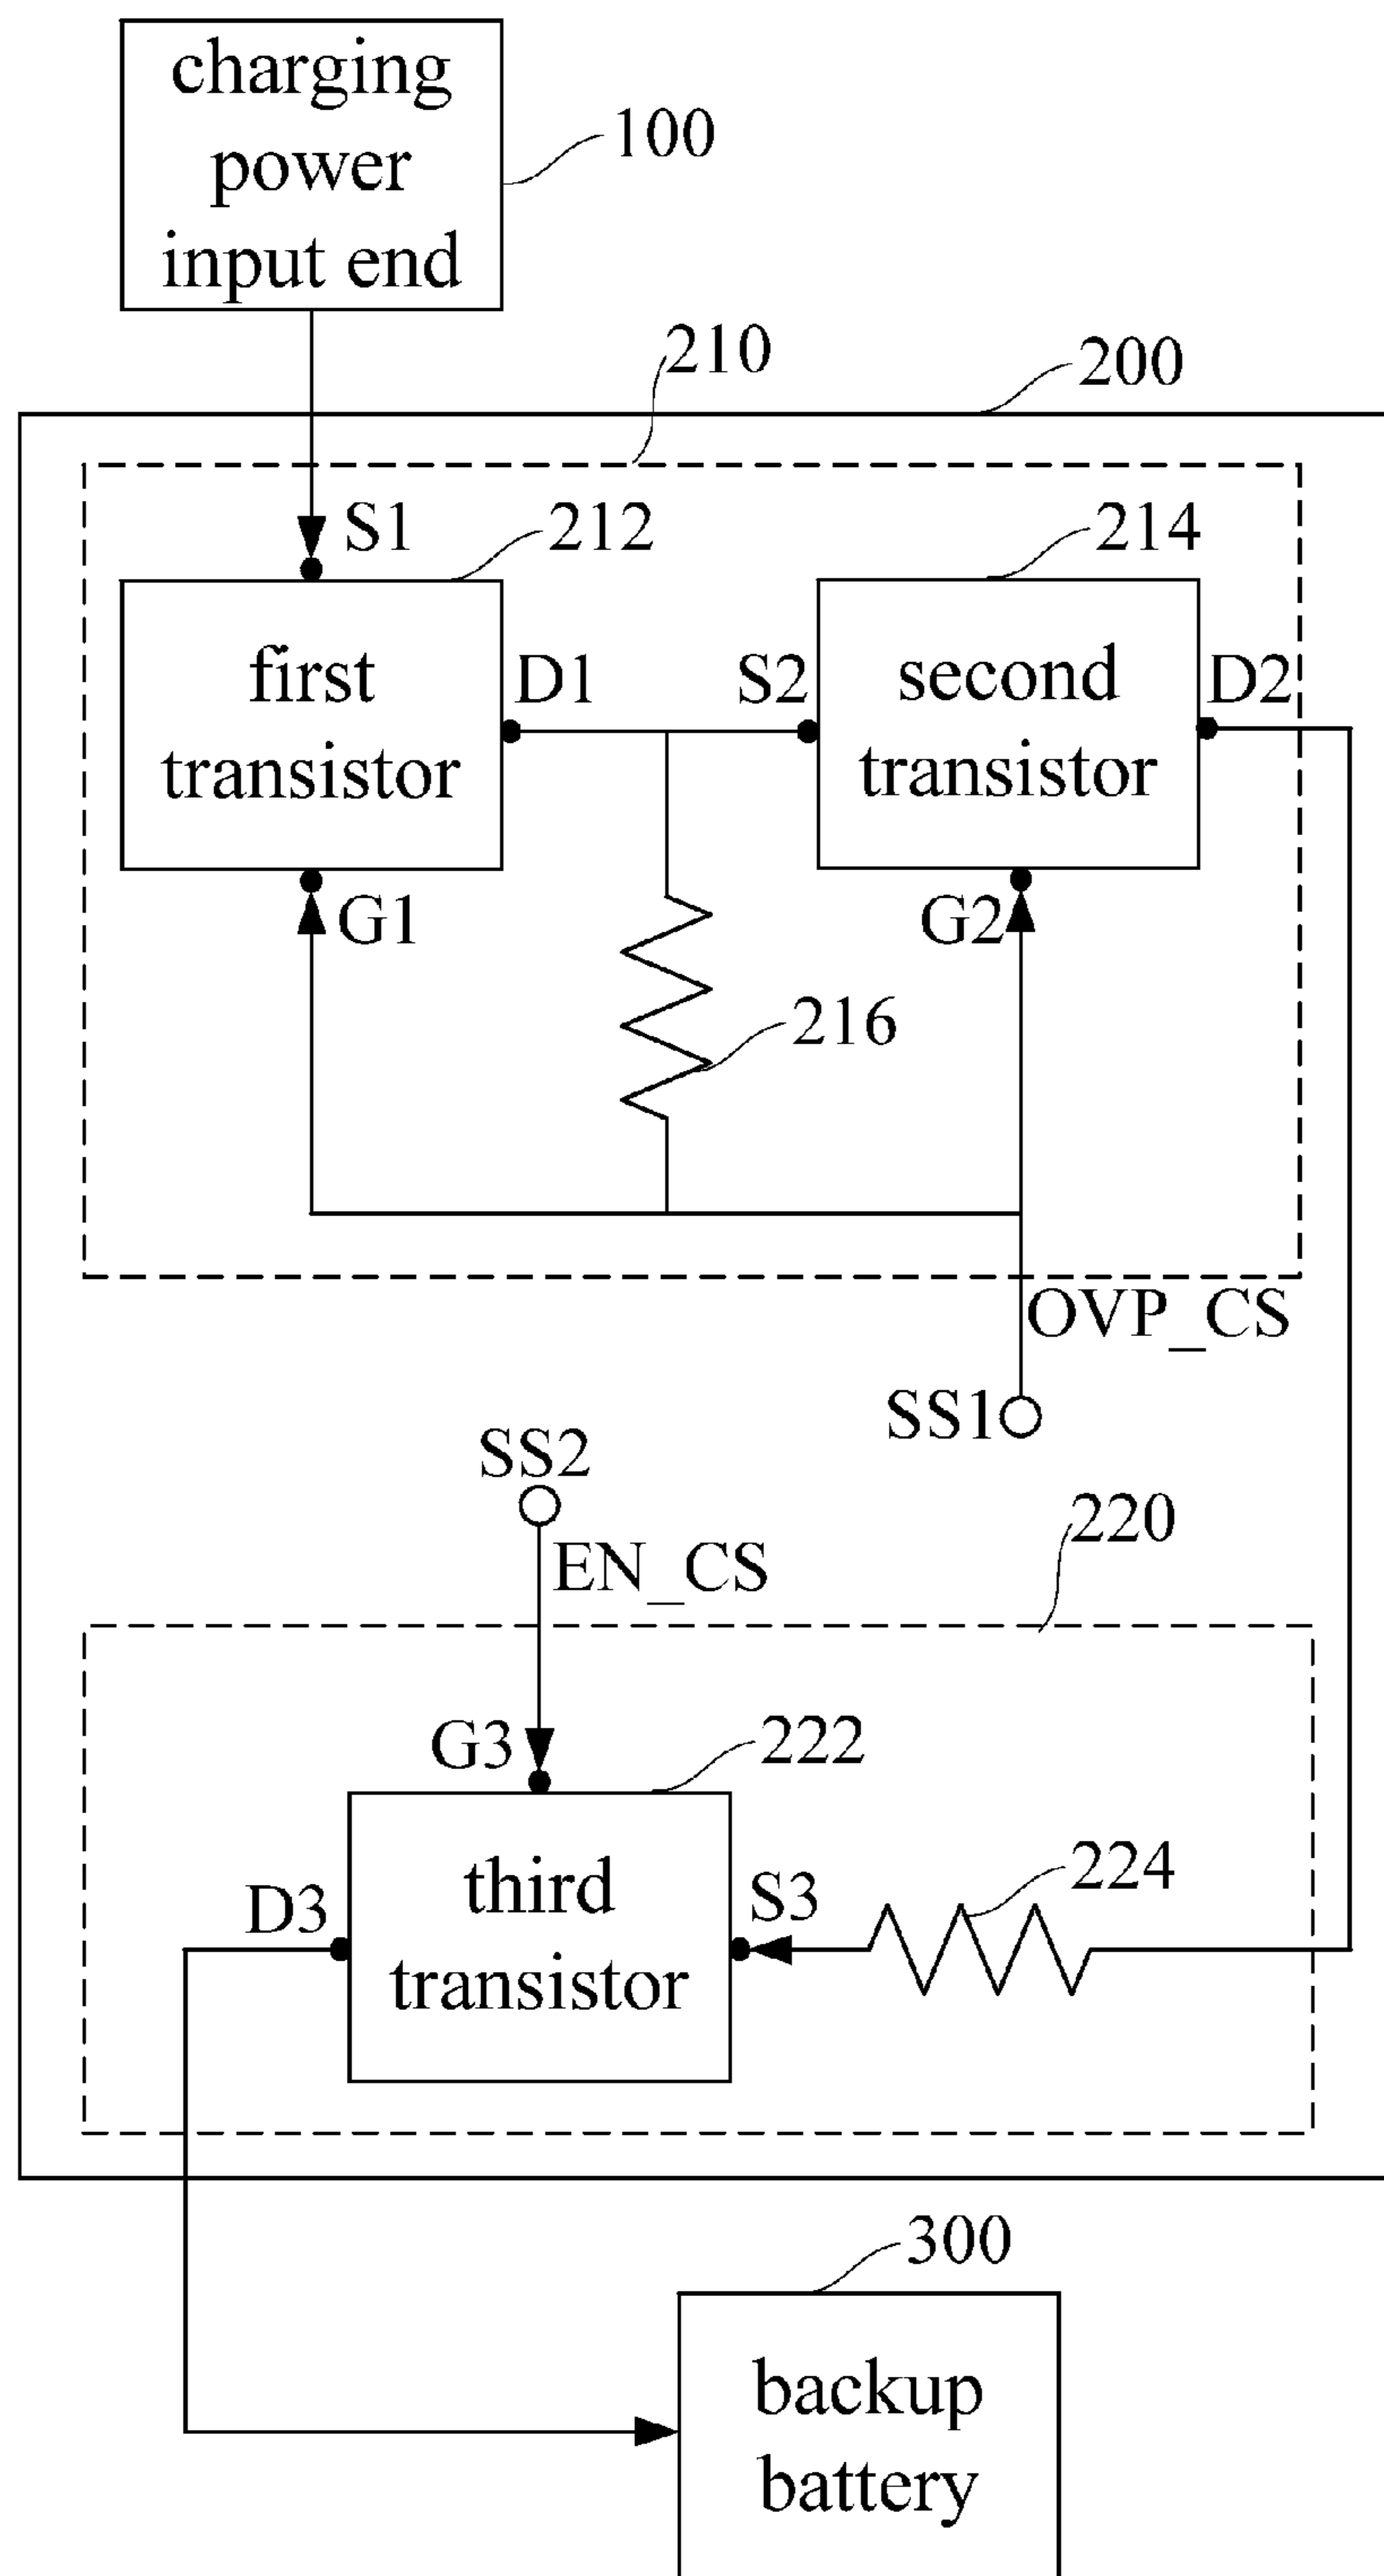 charging
power
input end
100
210
200
S1
212
214
first
transistor
D1
S2
second
transistor
D2
G1
G2
216
OVP_CS
SS1
SS2
EN_CS
220
G3
222
third
transistor
D3
S3
224
300
backup
battery